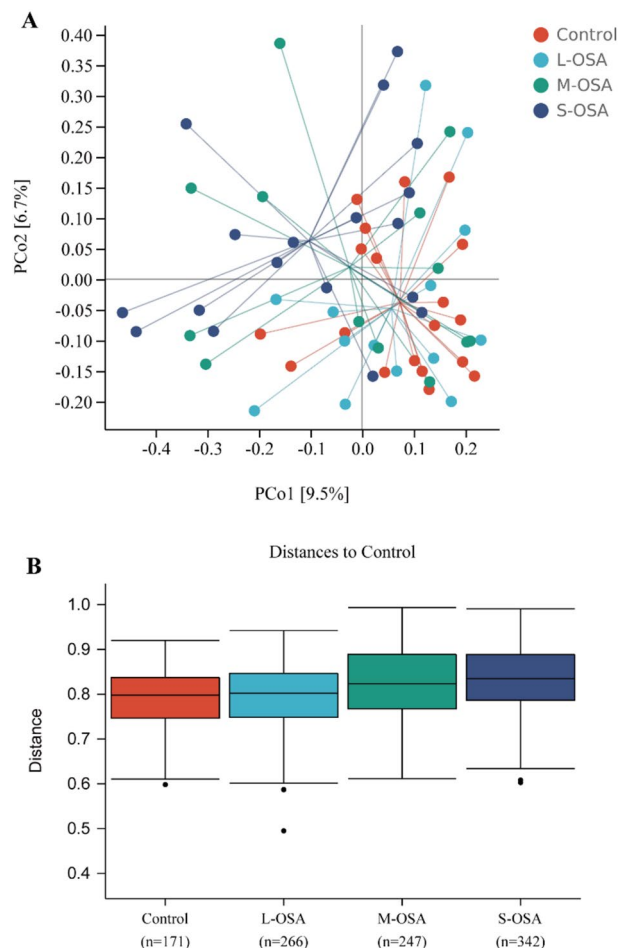 A
Control
L-OSA
M-OSA
S-OSA
0.40
0.35
0.30
0.25
0.20
0.15
0.10
0.05
0.00
-0.05
-0.10
-0.15
-0.20
PCo2 [6.7%]
-0.4 -0.3 -0.2 -0.1 0.0 0.1 0.2
PCo1 [9.5%]
B
Distances to Control
1.0
0.9
0.8
0.7
0.6
0.5
0.4
Distance
Control L-OSA M-OSA S-OSA
(n=171) (n=266) (n=247) (n=342)